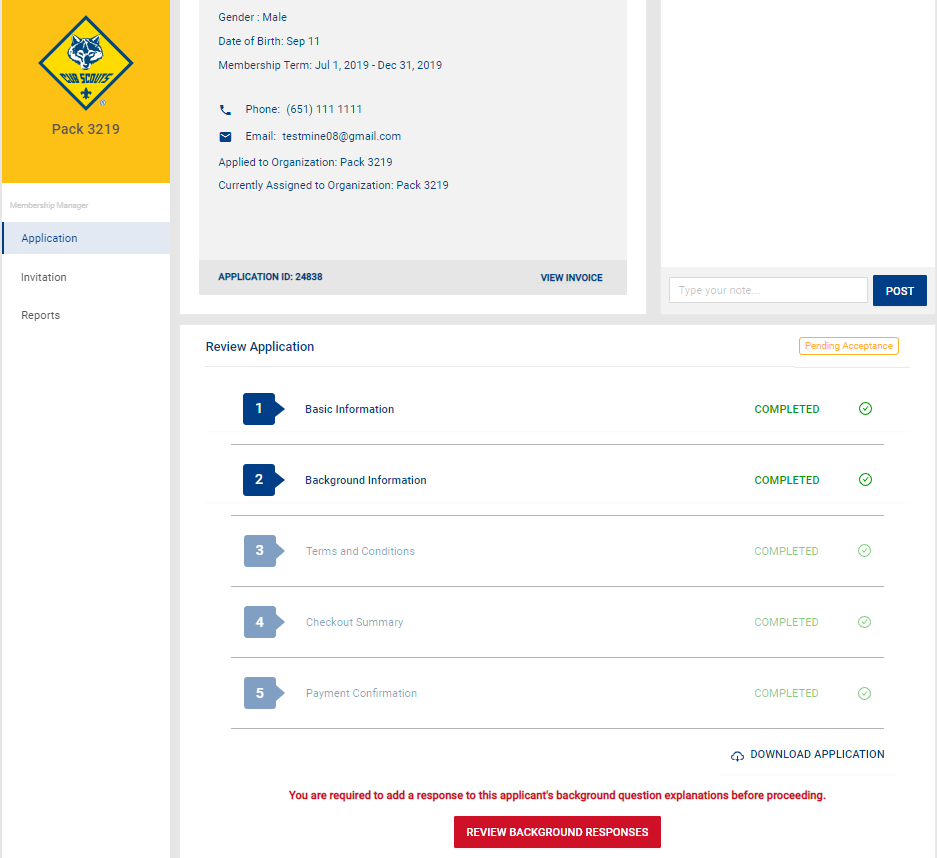 CUB SCOUTS
®
Pack 3219
Membership Manager
Application
Invitation
Reports
Gender : Male
Date of Birth: Sep 11
Membership Term: Jul 1, 2019 - Dec 31, 2019
Phone: (651) 111 1111
Email: testmine08@gmail.com
Applied to Organization: Pack 3219
Currently Assigned to Organization: Pack 3219
APPLICATION ID: 24838 VIEW INVOICE
Type your note... POST
Review Application Pending Acceptance
1 Basic Information COMPLETED
2 Background Information COMPLETED
3 Terms and Conditions COMPLETED
4 Checkout Summary COMPLETED
5 Payment Confirmation COMPLETED
DOWNLOAD APPLICATION
You are required to add a response to this applicant's background question explanations before proceeding.
REVIEW BACKGROUND RESPONSES